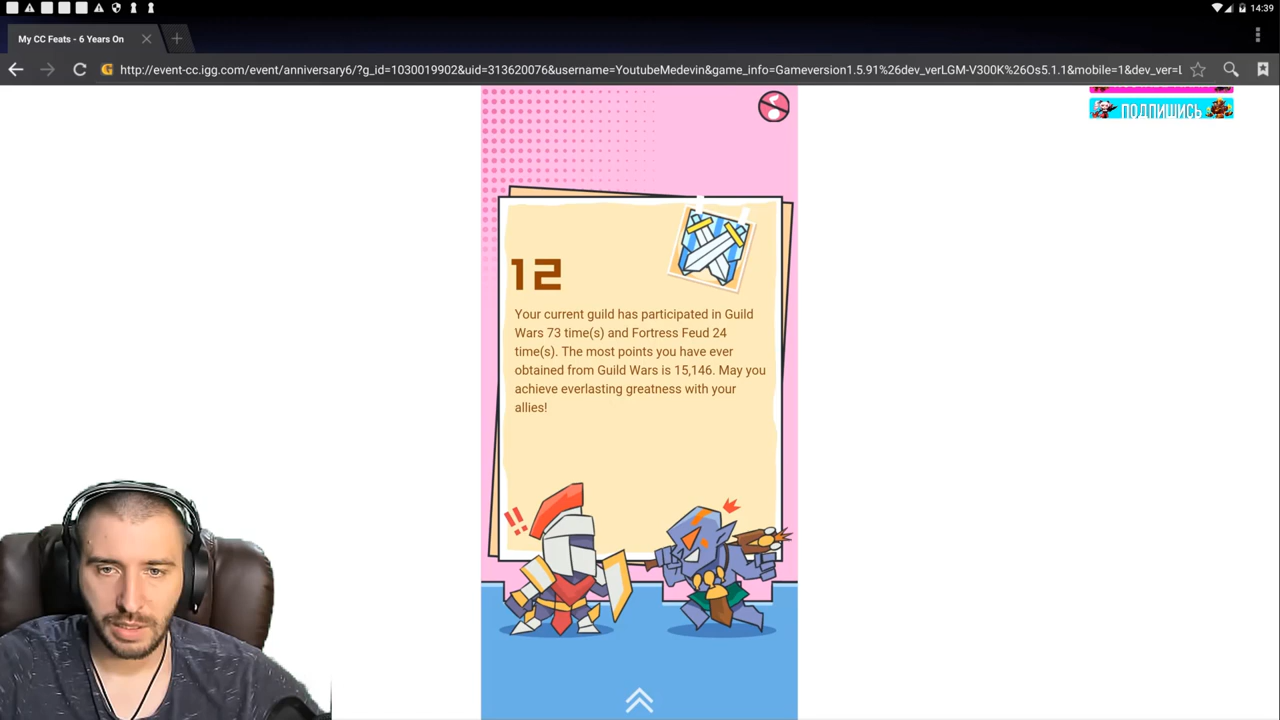 14:39
My CC Feats - 6 Years On
http://event-cc.igg.com/event/anniversary6/?g_id=1030019902&uid=313620076&username=YoutubeMedevin&game_info=Gameversion1.5.91%26dev_verLGM-V300K%26Os5.1.1&mobile=1&dev_ver=L
ПОДПИШИСЬ
12
Your current guild has participated in Guild
Wars 73 time(s) and Fortress Feud 24
time(s). The most points you have ever
obtained from Guild Wars is 15,146. May you
achieve everlasting greatness with your
allies!
!!